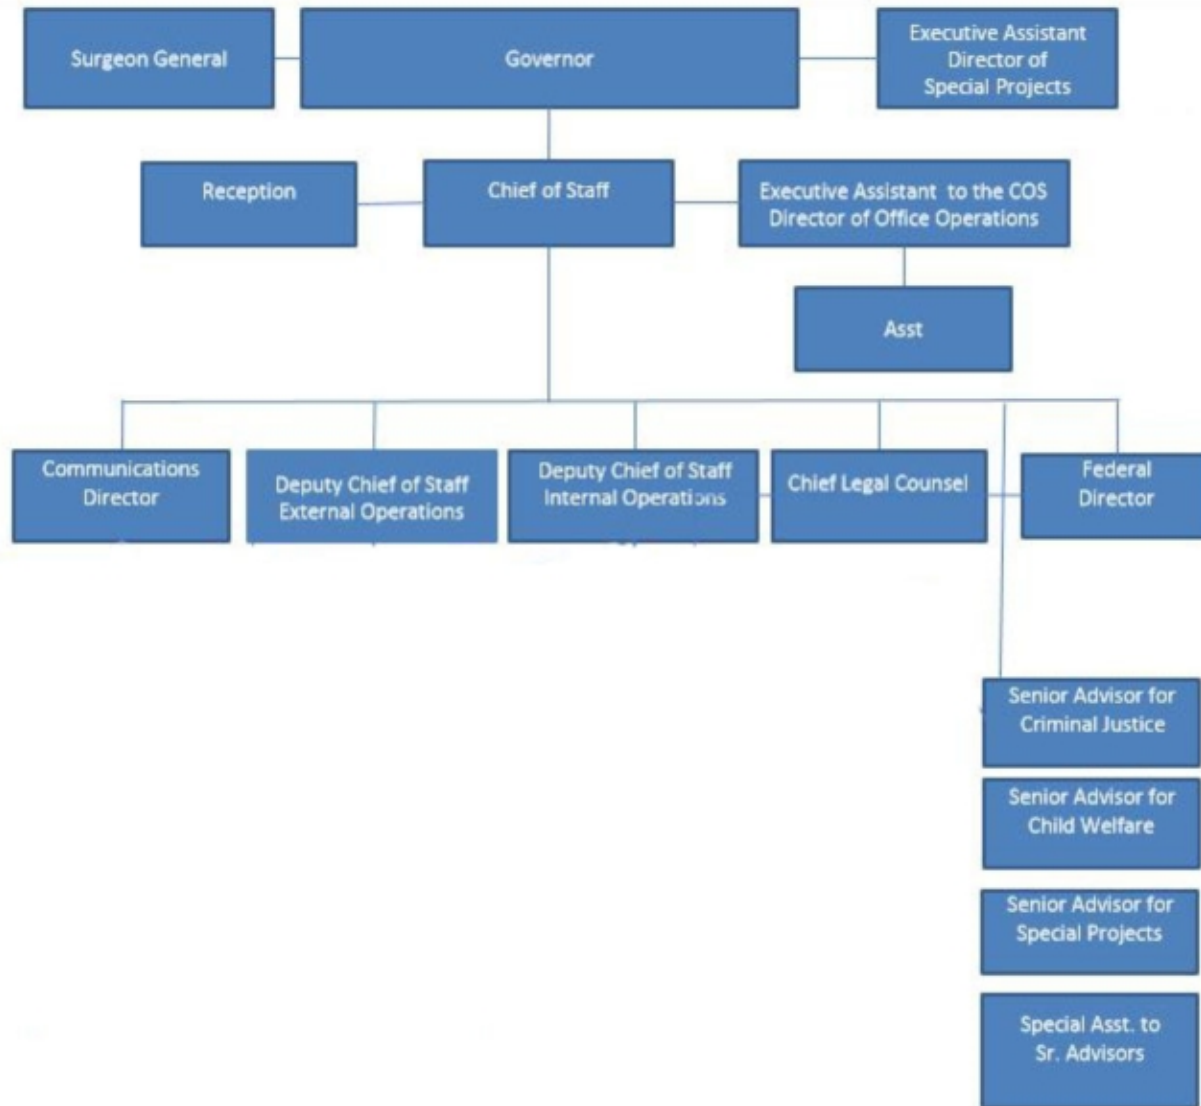 Surgeon General
Governor
Executive Assistant
Director of
Special Projects
Reception
Chief of Staff
Executive Assistant to the COS
Director of Office Operations
Asst
Communications
Director
Deputy Chief of Staff
External Operations
Deputy Chief of Staff
Internal Operations
Chief Legal Counsel
Federal
Director
Senior Advisor for
Criminal Justice
Senior Advisor for
Child Welfare
Senior Advisor for
Special Projects
Special Asst. to
Sr. Advisors